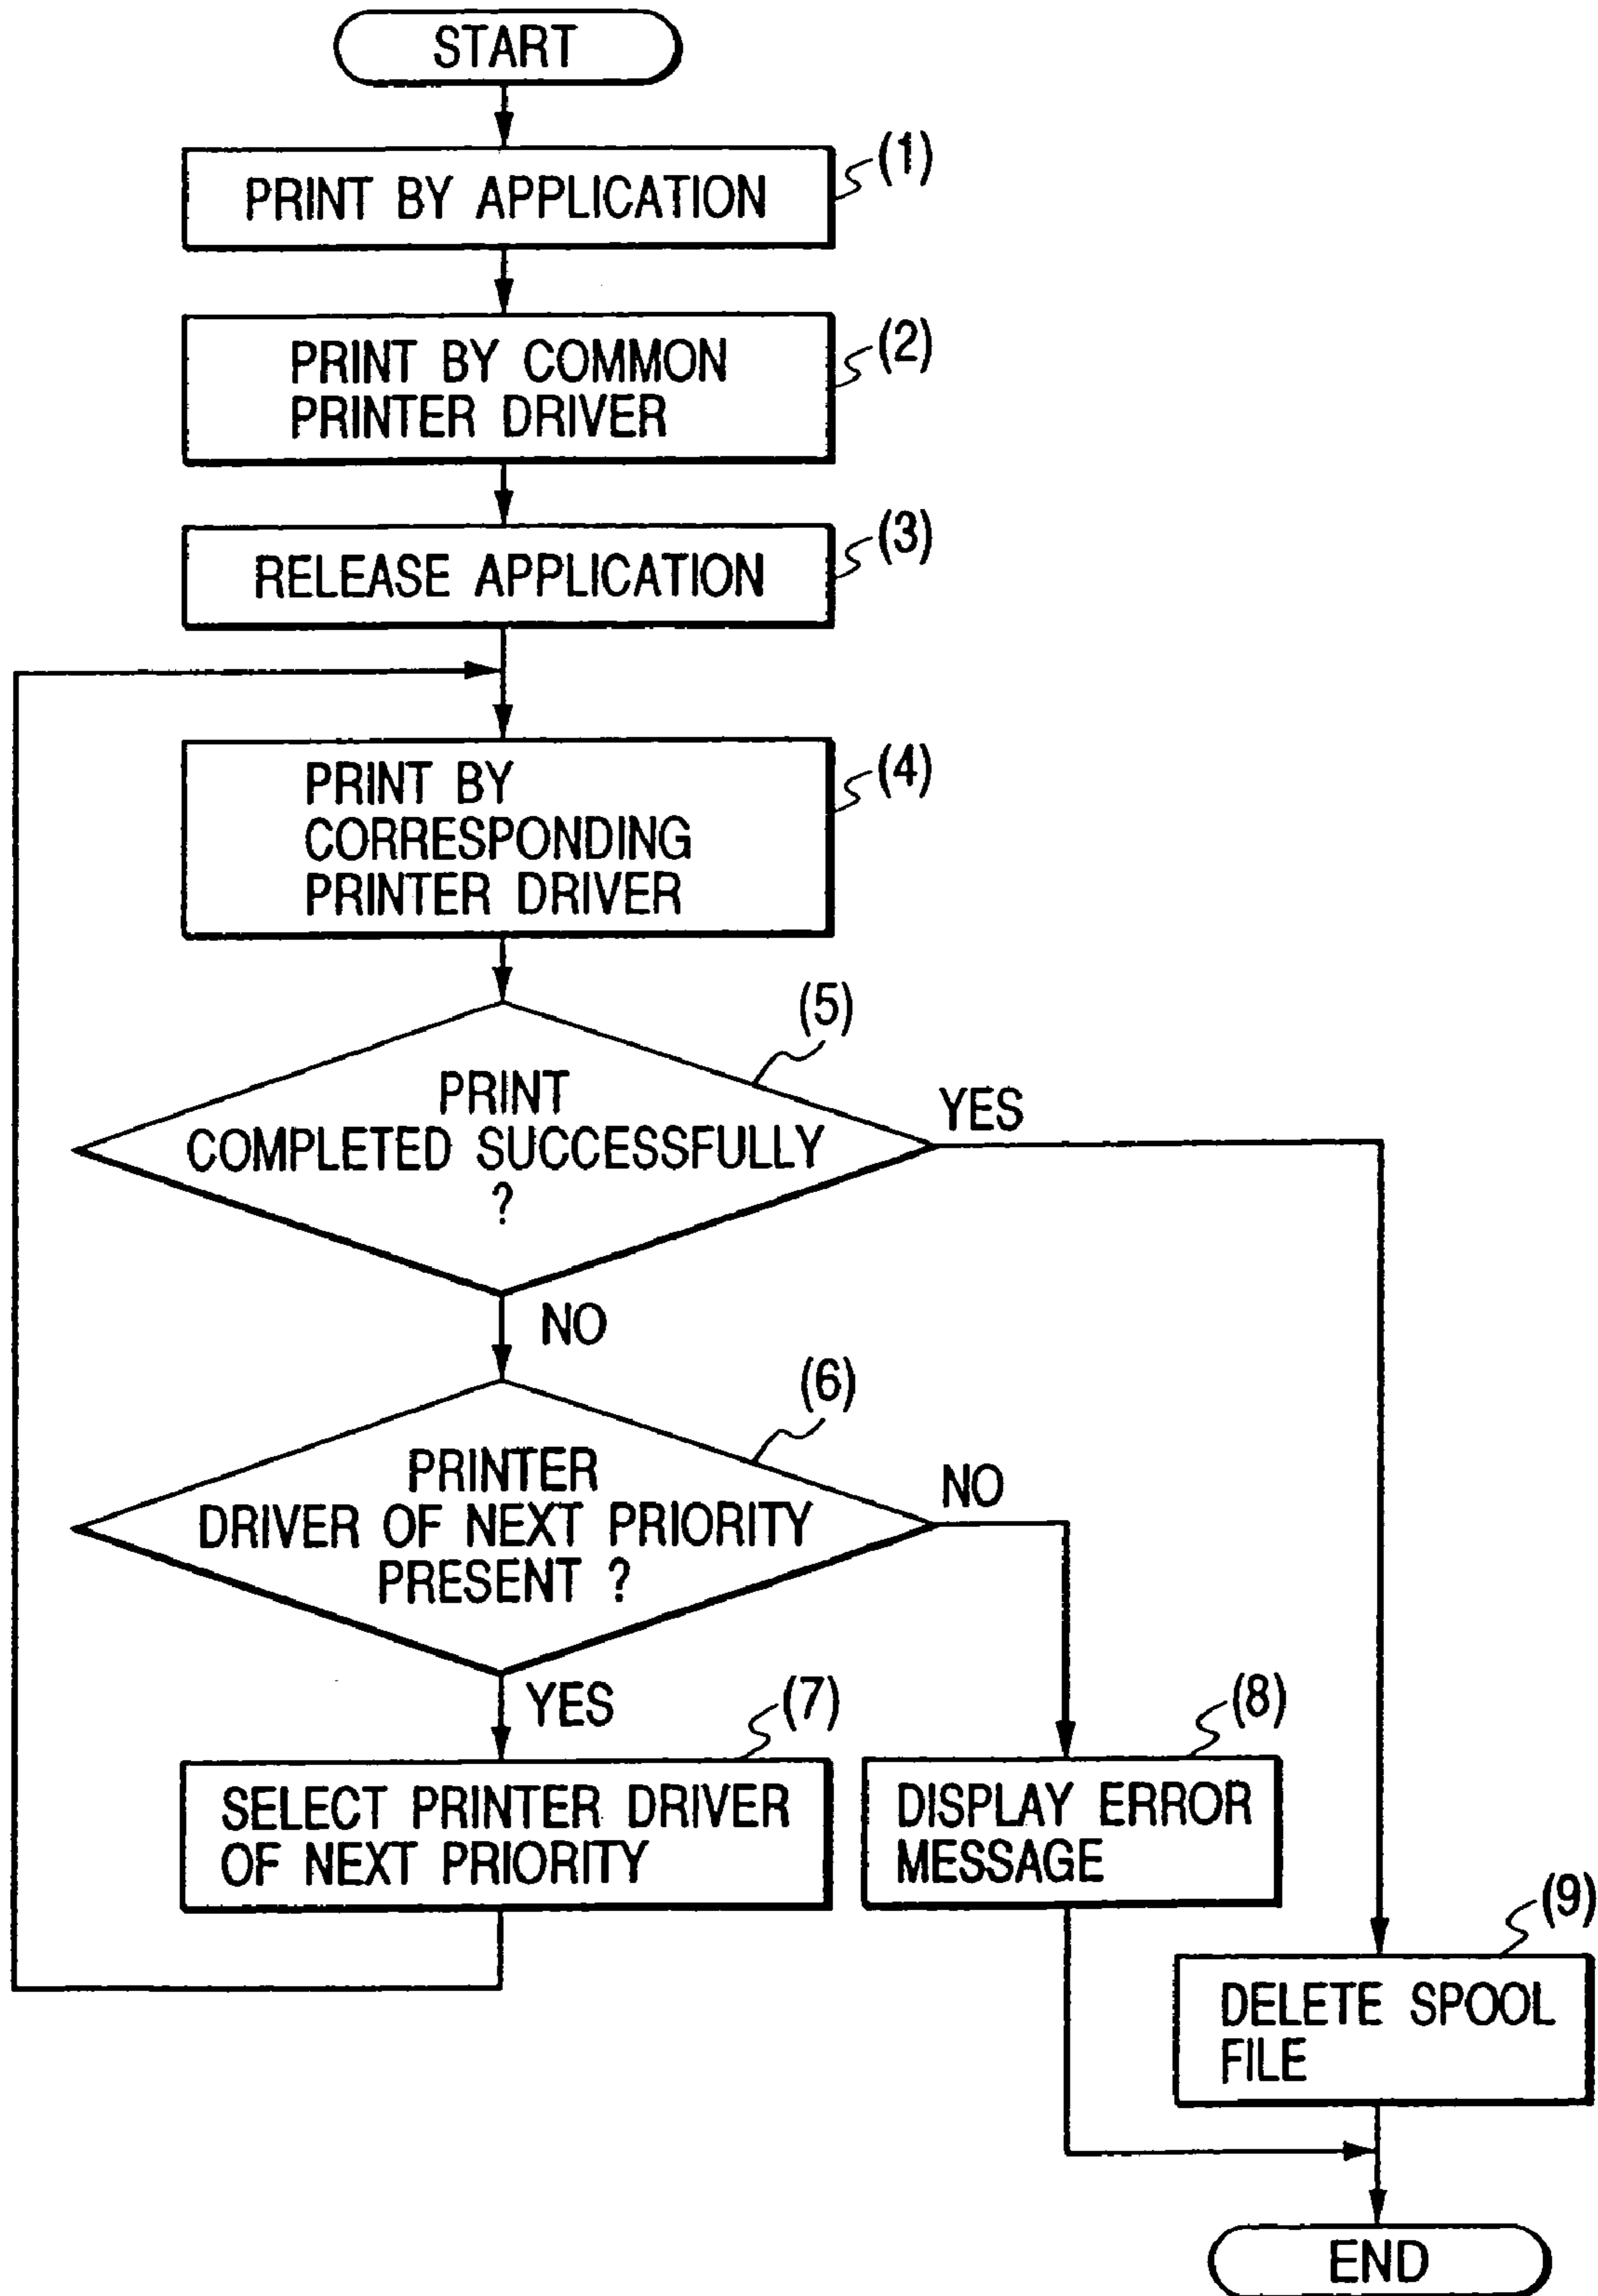 START
(1)
PRINT BY APPLICATION
(2)
PRINT BY COMMON
PRINTER DRIVER
(3)
RELEASE APPLICATION
(4)
PRINT BY
CORRESPONDING
PRINTER DRIVER
(5)
PRINT
COMPLETED SUCCESSFULLY
?
YES
NO
(6)
PRINTER
DRIVER OF NEXT PRIORITY
PRESENT ?
NO
YES
(7)
SELECT PRINTER DRIVER
OF NEXT PRIORITY
(8)
DISPLAY ERROR
MESSAGE
(9)
DELETE SPOOL
FILE
END